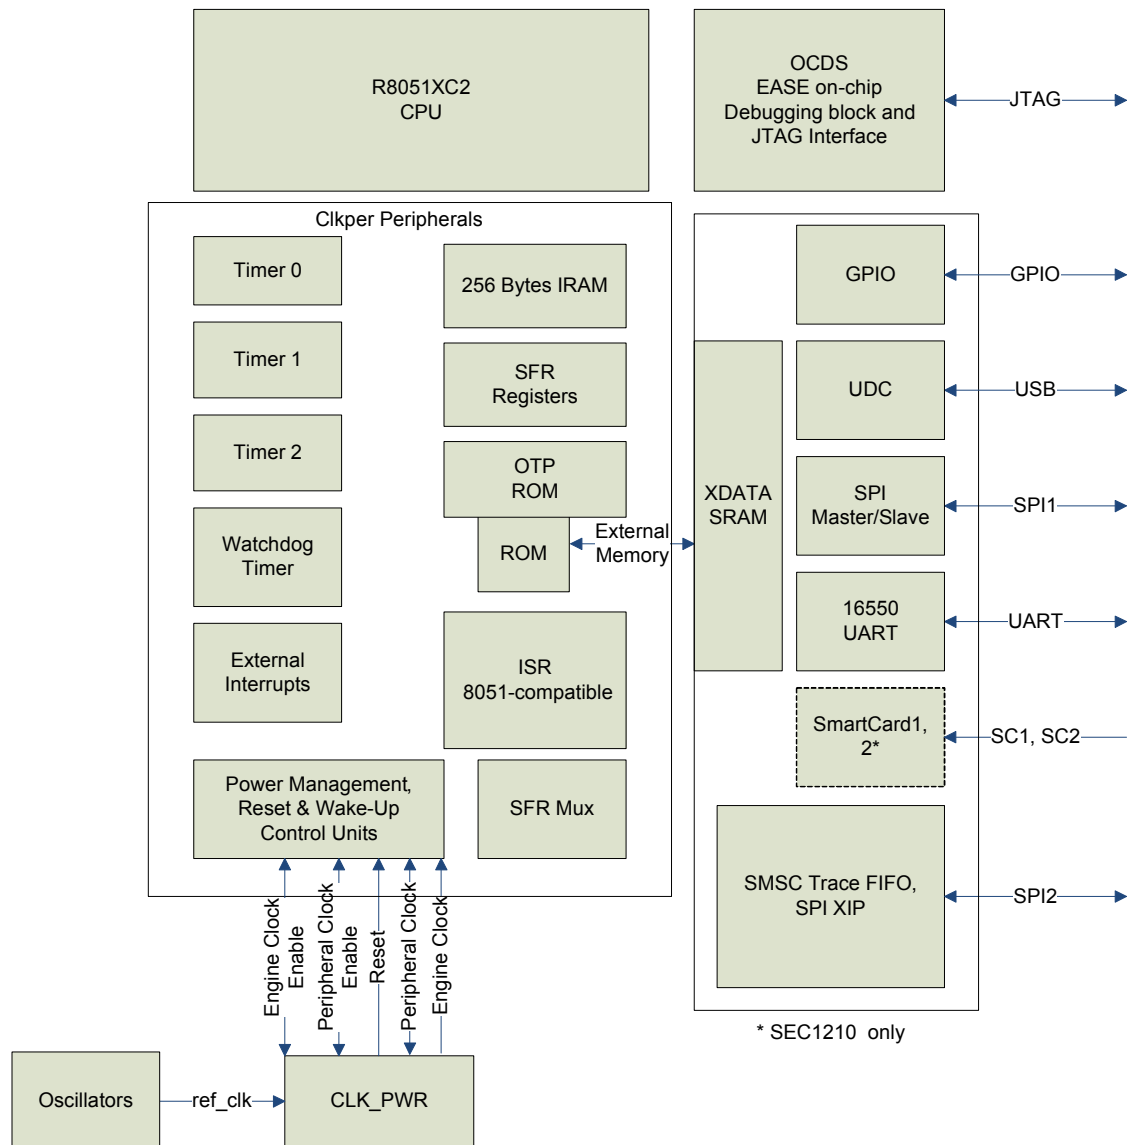 R8051XC2
CPU
OCDS
EASE on-chip
Debugging block and
JTAG Interface
JTAG
Clkper Peripherals
Timer 0
Timer 1
Timer 2
Watchdog
Timer
External
Interrupts
Power Management,
Reset & Wake-Up
Control Units
256 Bytes IRAM
SFR
Registers
OTP
ROM
ROM
External
Memory
ISR
8051-compatible
SFR Mux
XDATA
SRAM
GPIO
GPIO
UDC
USB
SPI
Master/Slave
SPI1
16550
UART
UART
SmartCard1,
2*
SC1, SC2
SMSC Trace FIFO,
SPI XIP
SPI2
* SEC1210 only
Engine Clock
Enable
Peripheral Clock
Enable
Reset
Peripheral Clock
Engine Clock
Oscillators
ref_clk
CLK_PWR